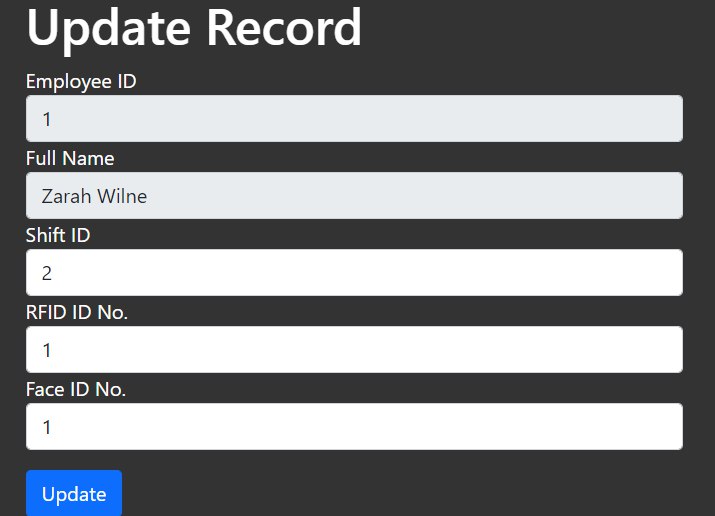 Update Record
Employee ID
1
Full Name
Zarah Wilne
Shift ID
2
RFID ID No.
1
Face ID No.
1
Update